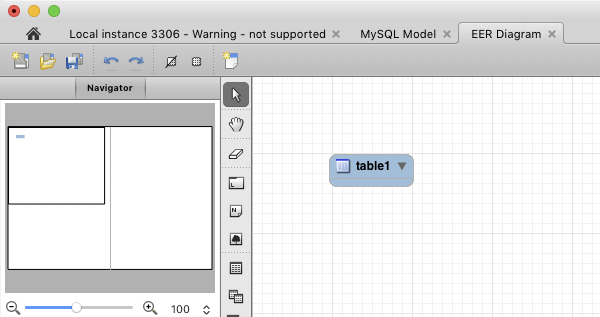 Local instance 3306 - Warning - not supported
MySQL Model
EER Diagram
Navigator
table1
100